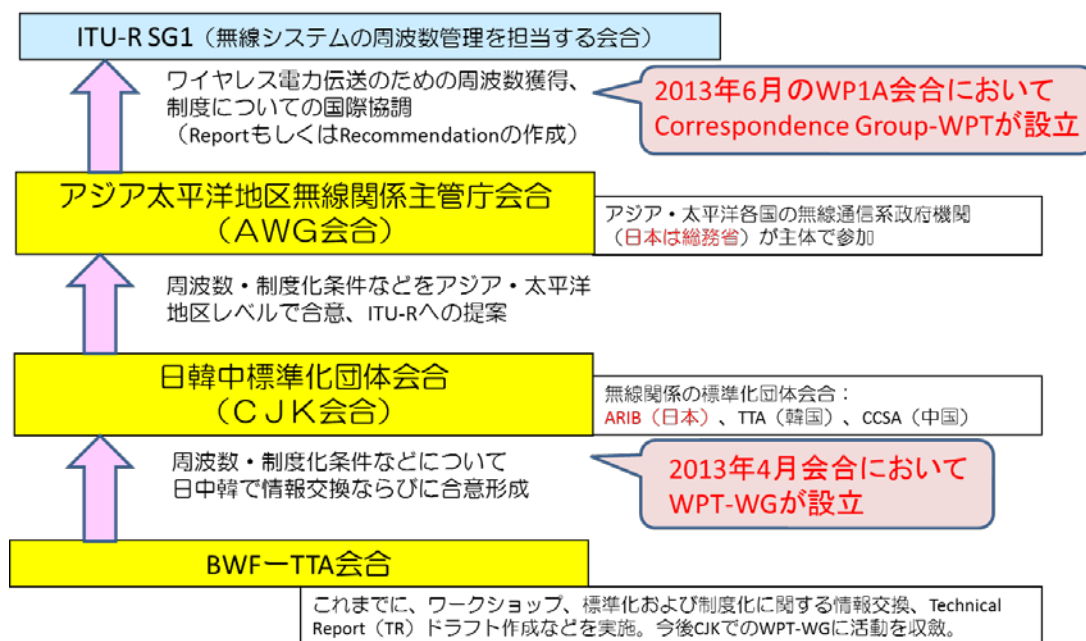 ITU-R SG1（無線システムの周波数管理を担当する会合）
ワイヤレス電力伝送のための周波数獲得、
制度についての国際協調
（ReportもしくはRecommendationの作成）
2013年6月のWP1A会合において
Correspondence Group-WPTが設立
アジア太平洋地区無線関係主管庁会合
（AWG会合）
アジア・太平洋各国の無線通信系政府機関
（日本は総務省）が主体で参加
周波数・制度化条件などをアジア・太平洋
地区レベルで合意、ITU-Rへの提案
日韓中標準化団体会合
（ＣＪＫ会合）
無線関係の標準化団体会合：
ARIB（日本）、TTA（韓国）、CCSA（中国）
周波数・制度化条件などについて
日中韓で情報交換ならびに合意形成
2013年4月会合において
WPT-WGが設立
BWFーTTA会合
これまでに、ワークショップ、標準化および制度化に関する情報交換、Technical
Report（TR）ドラフト作成などを実施。今後CJKでのWPT-WGに活動を収斂。